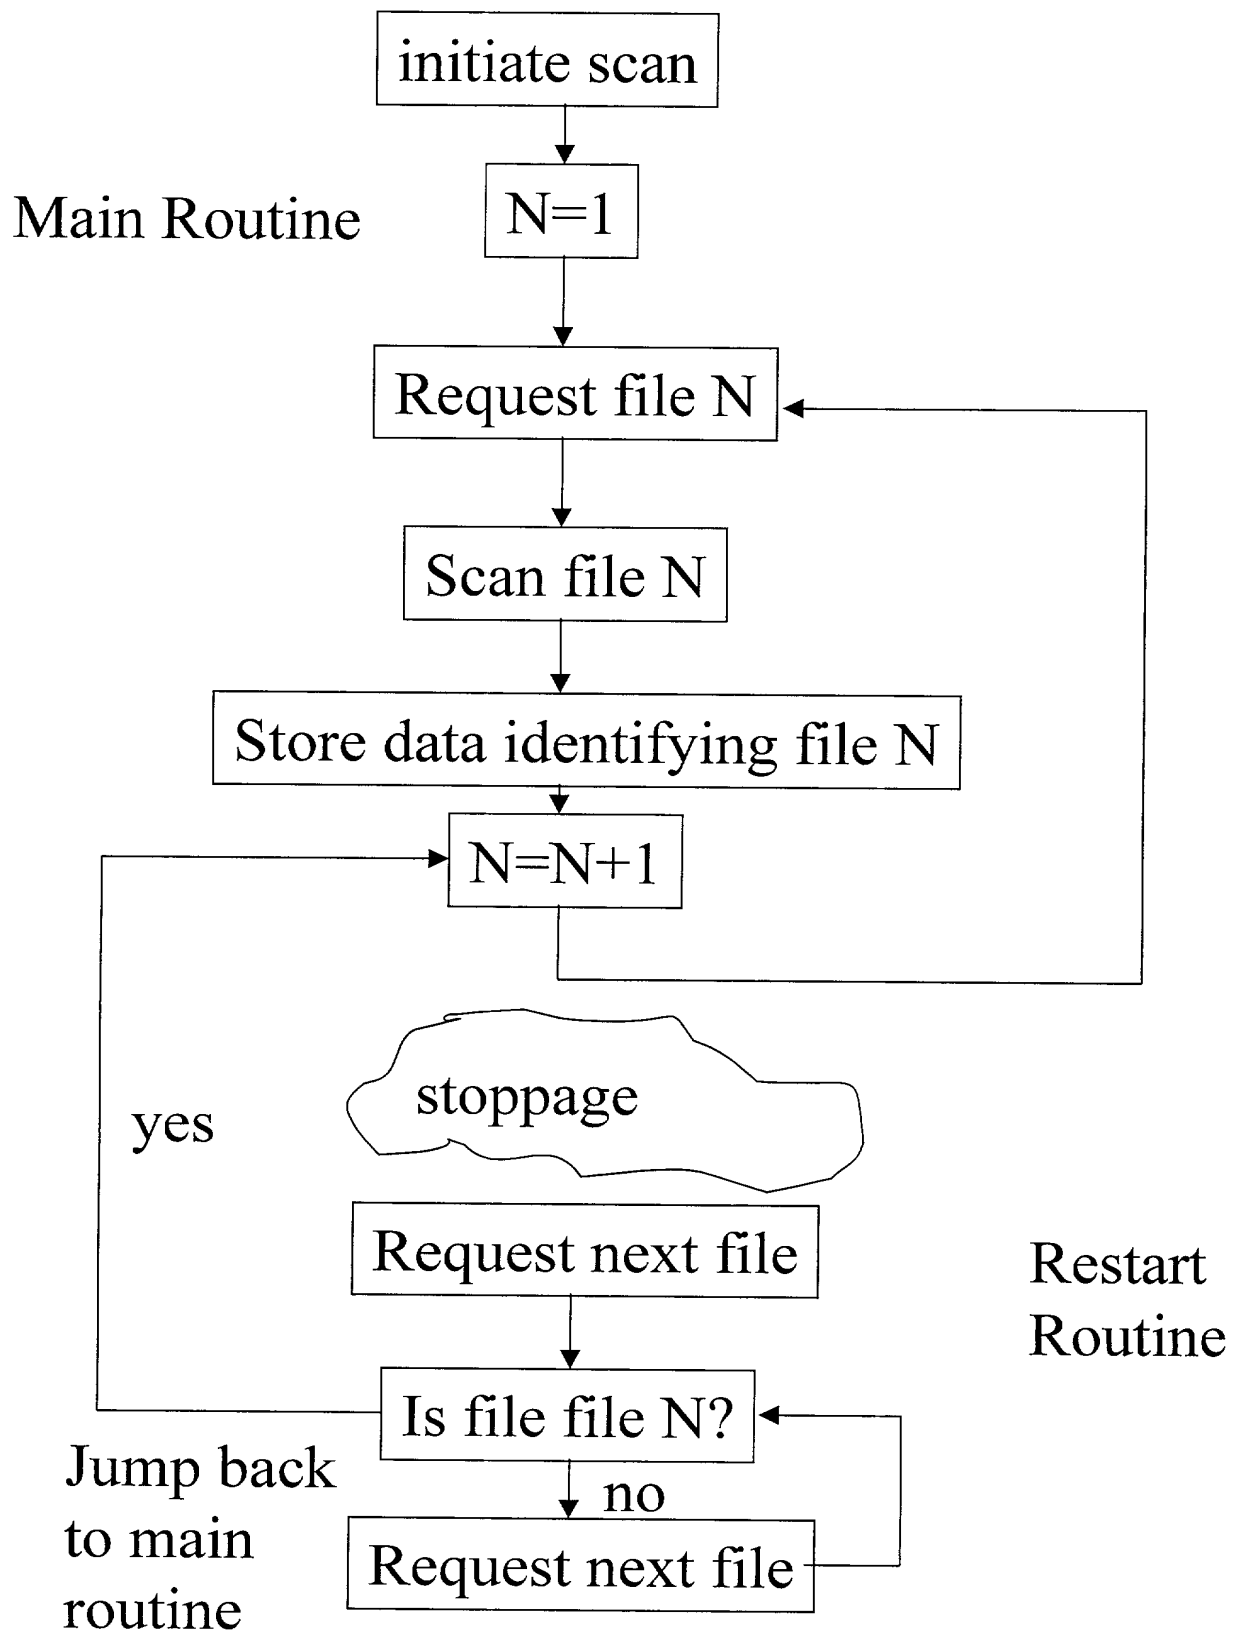 initiate scan
Main Routine
N=1
Request file N
Scan file N
Store data identifying file N
N=N+1
stoppage
yes
Request next file
Restart
Routine
Is file file N?
Jump back
to main
routine
no
Request next file